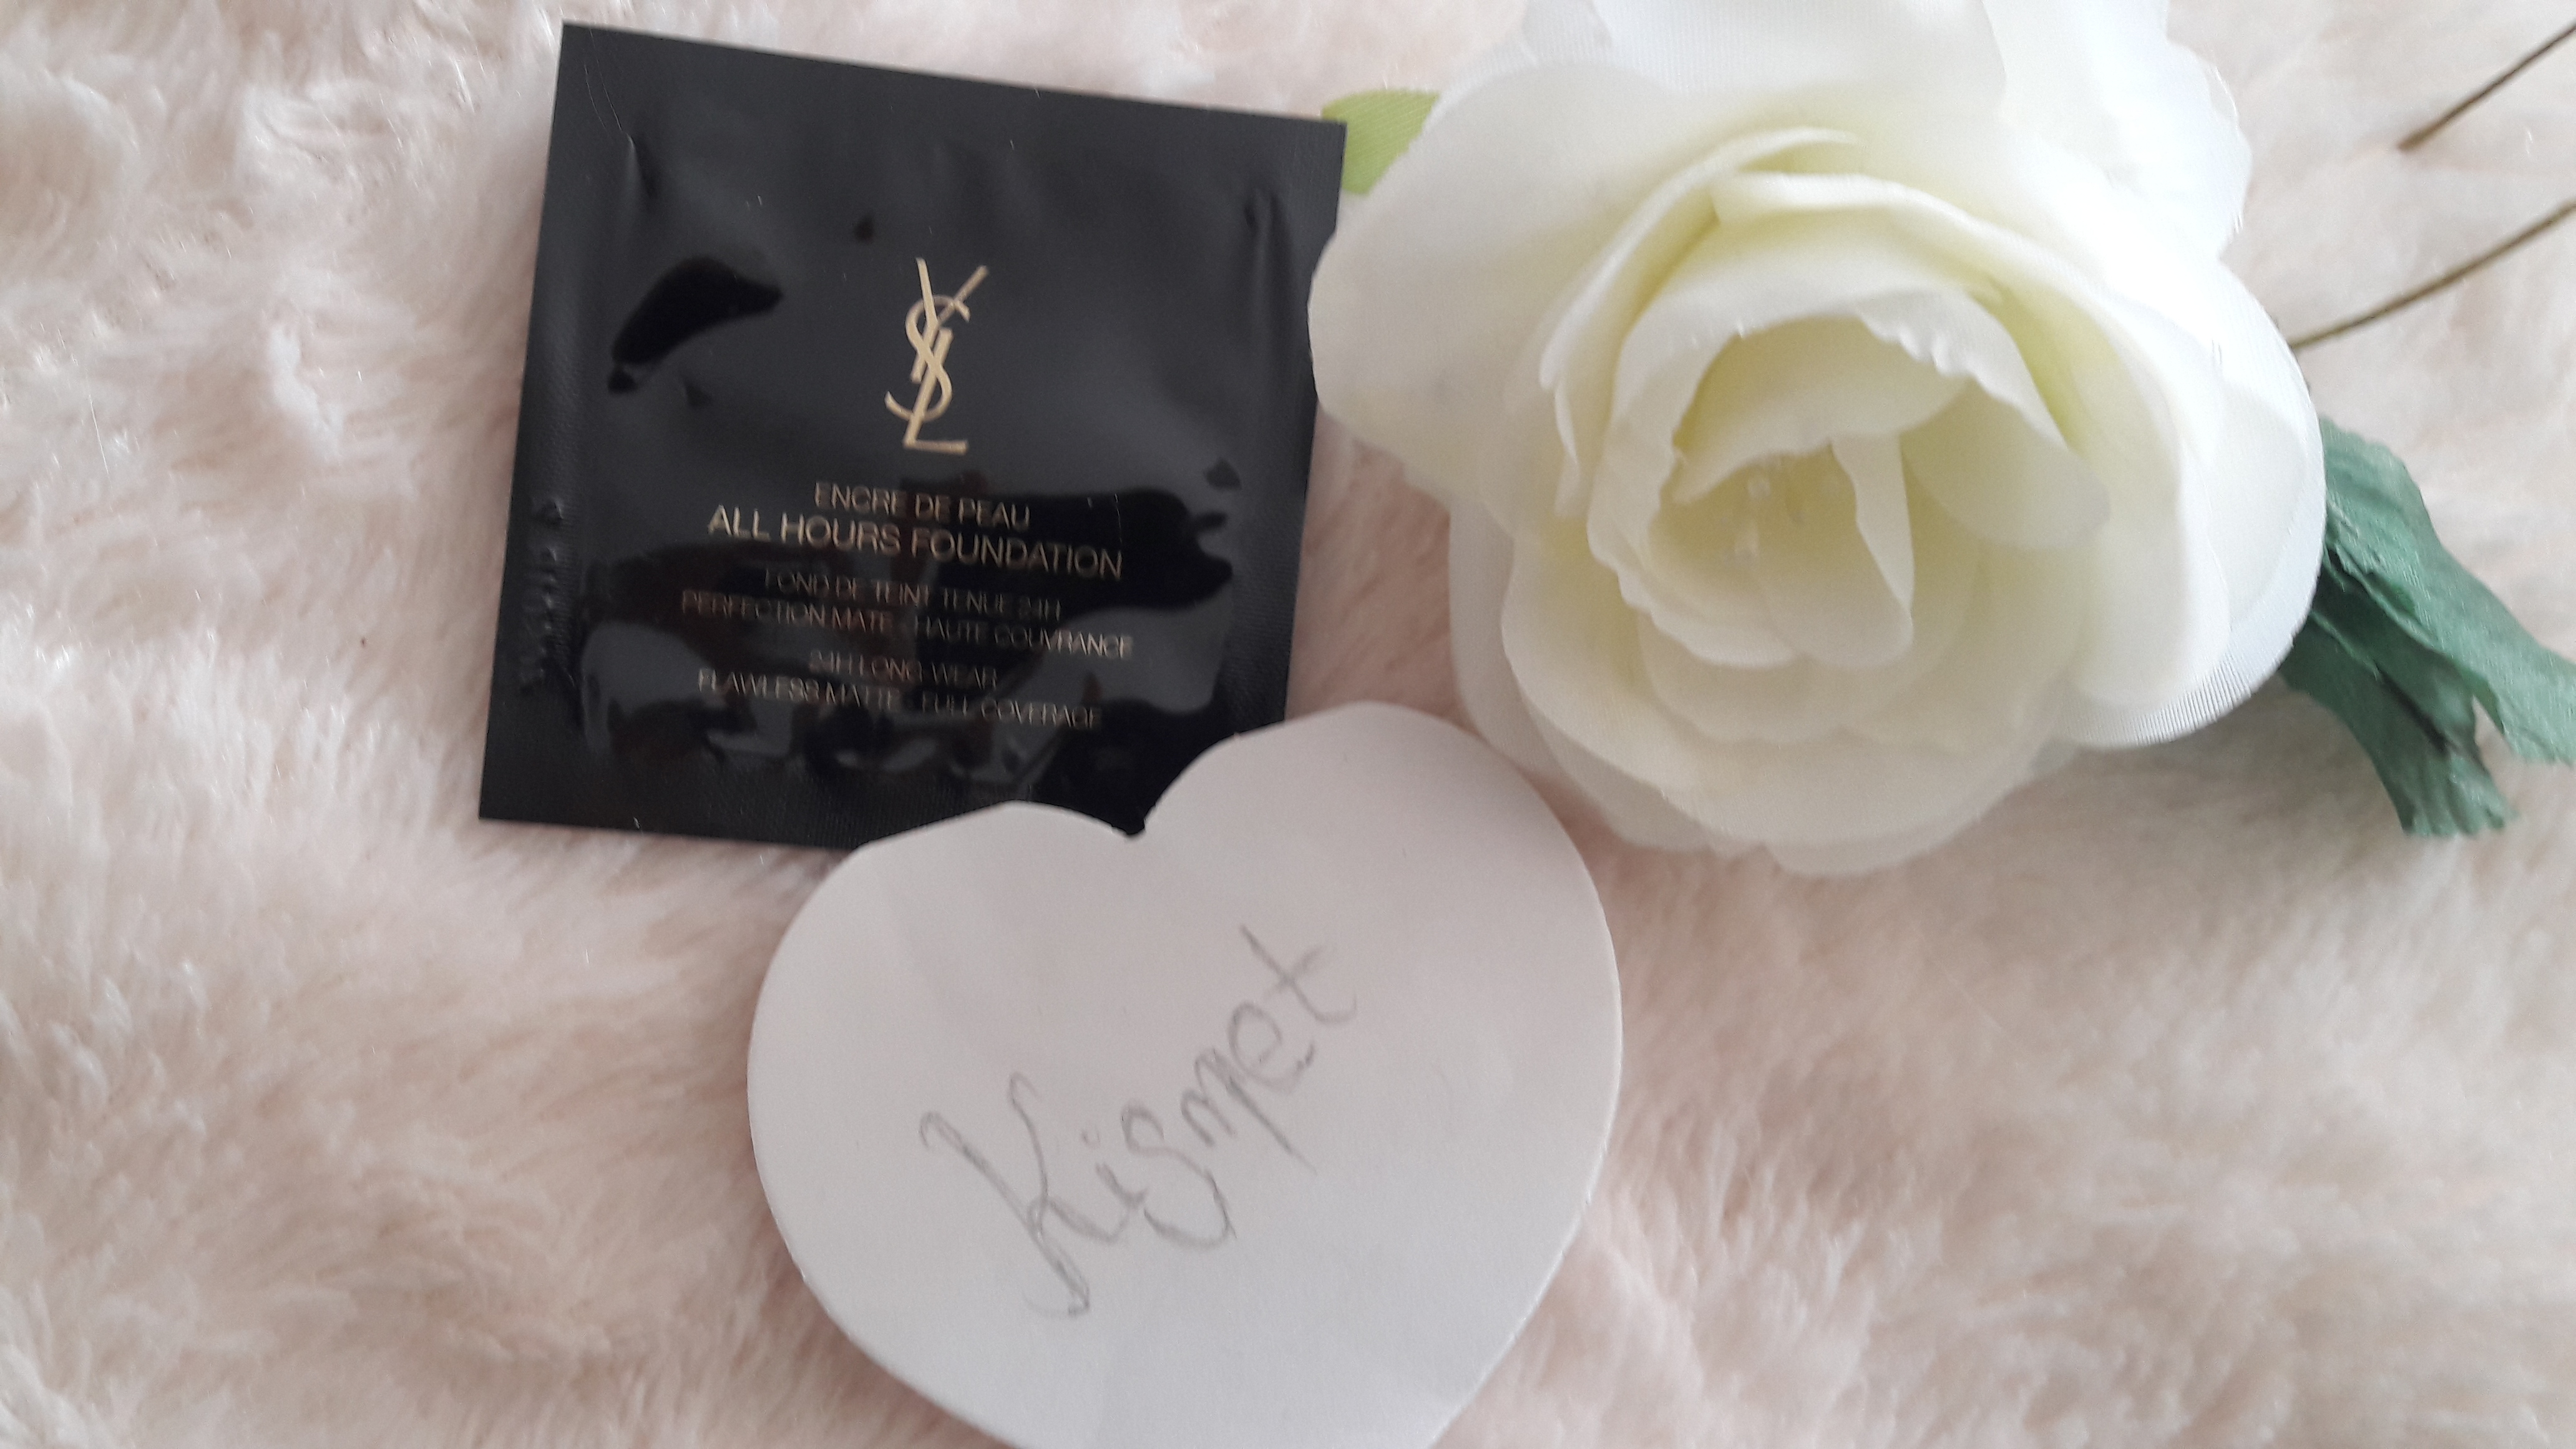 YSL
ENCRE DE PEAU
ALL HOURS FOUNDATION
FOND DE TEINT TENUE 24H
PERFECTION MATE - HAUTE COUVRANCE
24H LONG WEAR
FLAWLESS MATTE - FULL COVERAGE
Kismet